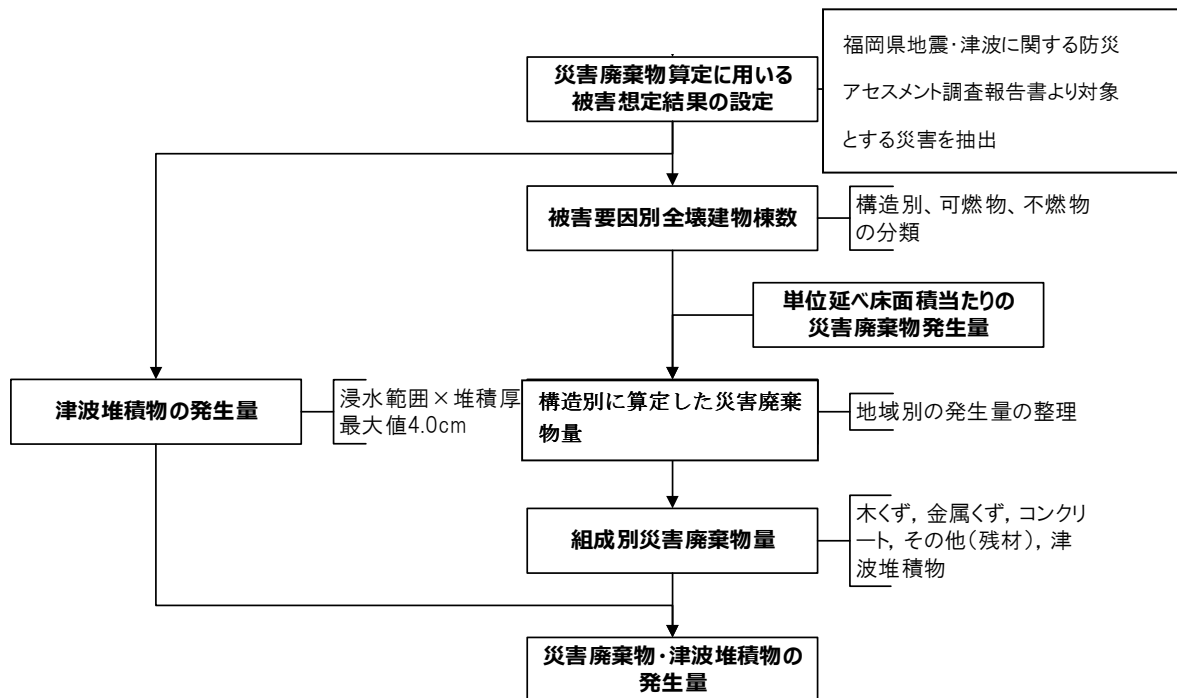 災害廃棄物算定に用いる
被害想定結果の設定
福岡県地震・津波に関する防災
アセスメント調査報告書より対象
とする災害を抽出
被害要因別全壊建物棟数
構造別、可燃物、不燃物
の分類
単位延べ床面積当たりの
災害廃棄物発生量
津波堆積物の発生量
浸水範囲×堆積厚
最大値4.0cm
構造別に算定した災害廃棄
物量
地域別の発生量の整理
組成別災害廃棄物量
木くず, 金属くず, コンクリ
ート, その他(残材), 津
波堆積物
災害廃棄物・津波堆積物の
発生量